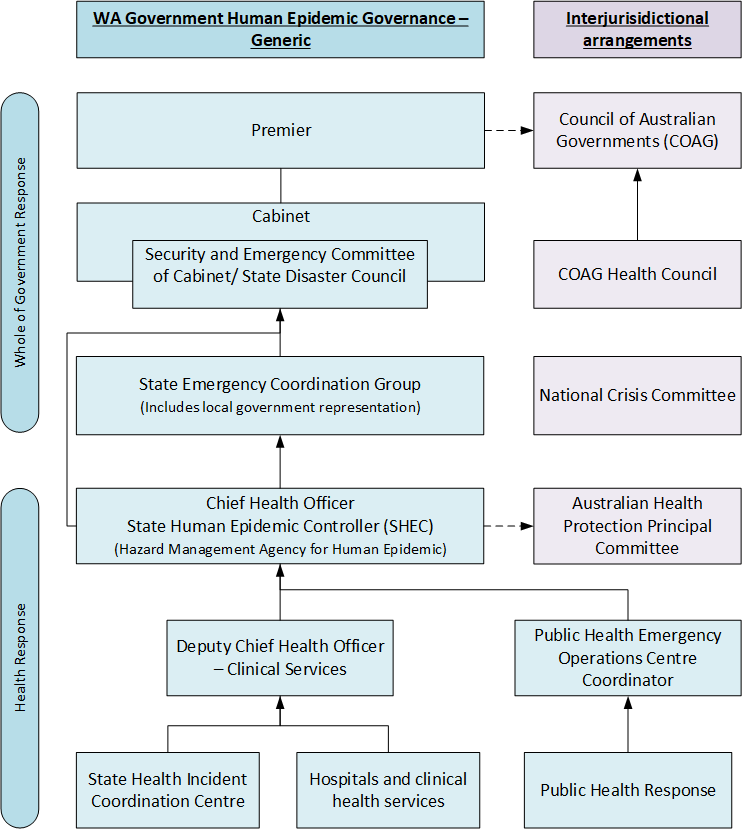 WA Government Human Epidemic Governance –
Generic
Interjurisidictional
arrangements
Whole of Government Response
Premier
Council of Australian
Governments (COAG)
Cabinet
Security and Emergency Committee
of Cabinet/ State Disaster Council
COAG Health Council
State Emergency Coordination Group
(Includes local government representation)
National Crisis Committee
Health Response
Chief Health Officer
State Human Epidemic Controller (SHEC)
(Hazard Management Agency for Human Epidemic)
Australian Health
Protection Principal
Committee
Deputy Chief Health Officer
– Clinical Services
Public Health Emergency
Operations Centre
Coordinator
State Health Incident
Coordination Centre
Hospitals and clinical
health services
Public Health Response